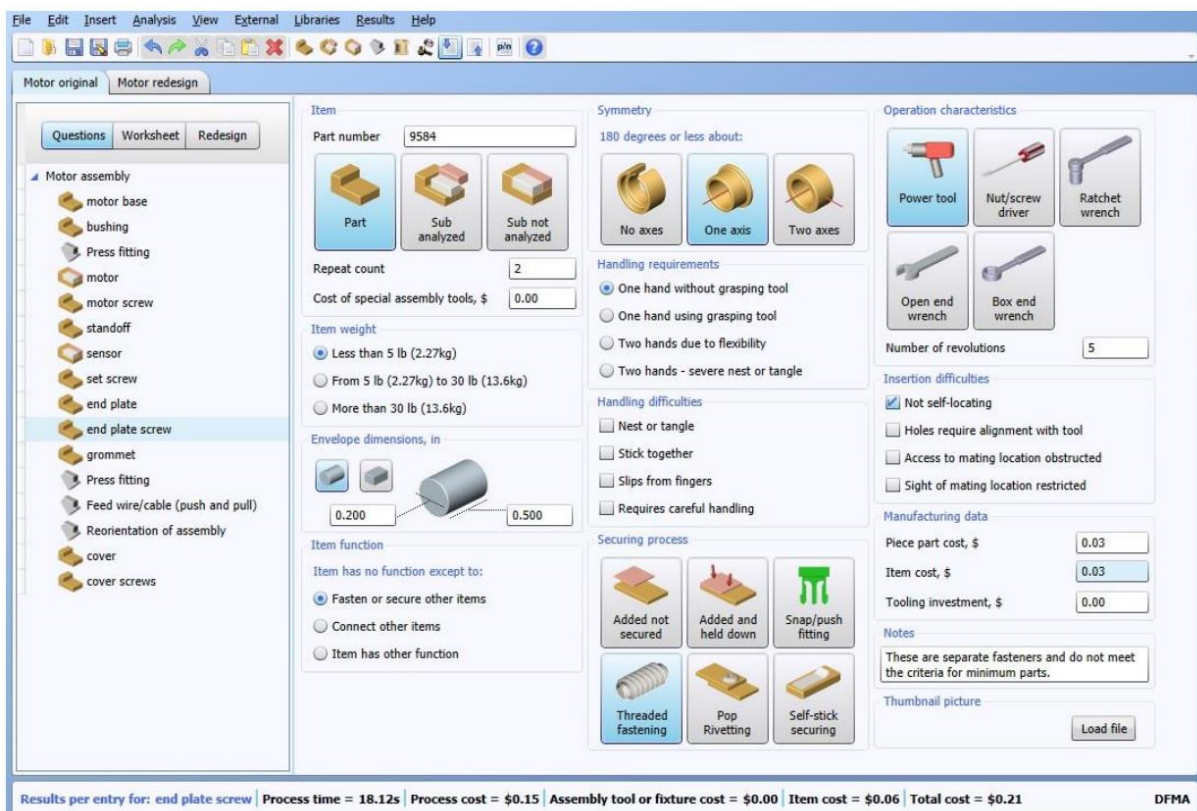 File Edit Insert Analysis View External Libraries Results Help
p/n
Motor original Motor redesign
Questions Worksheet Redesign
Motor assembly
motor base
bushing
Press fitting
motor
motor screw
standoff
sensor
set screw
end plate
end plate screw
grommet
Press fitting
Feed wire/cable (push and pull)
Reorientation of assembly
cover
cover screws
Item
Part number 9584
Part
Sub
analyzed
Sub not
analyzed
Repeat count 2
Cost of special assembly tools, $ 0.00
Item weight
Less than 5 lb (2.27kg)
From 5 lb (2.27kg) to 30 lb (13.6kg)
More than 30 lb (13.6kg)
Envelope dimensions, in
0.200 0.500
Item function
Item has no function except to:
Fasten or secure other items
Connect other items
Item has other function
Symmetry
180 degrees or less about:
No axes One axis Two axes
Handling requirements
One hand without grasping tool
One hand using grasping tool
Two hands due to flexibility
Two hands - severe nest or tangle
Handling difficulties
Nest or tangle
Stick together
Slips from fingers
Requires careful handling
Securing process
Added not
secured
Added and
held down
Snap/push
fitting
Threaded
fastening
Pop
Rivetting
Self-stick
securing
Operation characteristics
Power tool
Nut/screw
driver
Ratchet
wrench
Open end
wrench
Box end
wrench
Number of revolutions 5
Insertion difficulties
Not self-locating
Holes require alignment with tool
Access to mating location obstructed
Sight of mating location restricted
Manufacturing data
Piece part cost, $ 0.03
Item cost, $ 0.03
Tooling investment, $ 0.00
Notes
These are separate fasteners and do not meet
the criteria for minimum parts.
Thumbnail picture
Load file
Results per entry for: end plate screw Process time = 18.12s Process cost = $0.15 Assembly tool or fixture cost = $0.00 Item cost = $0.06 Total cost = $0.21 DFMA